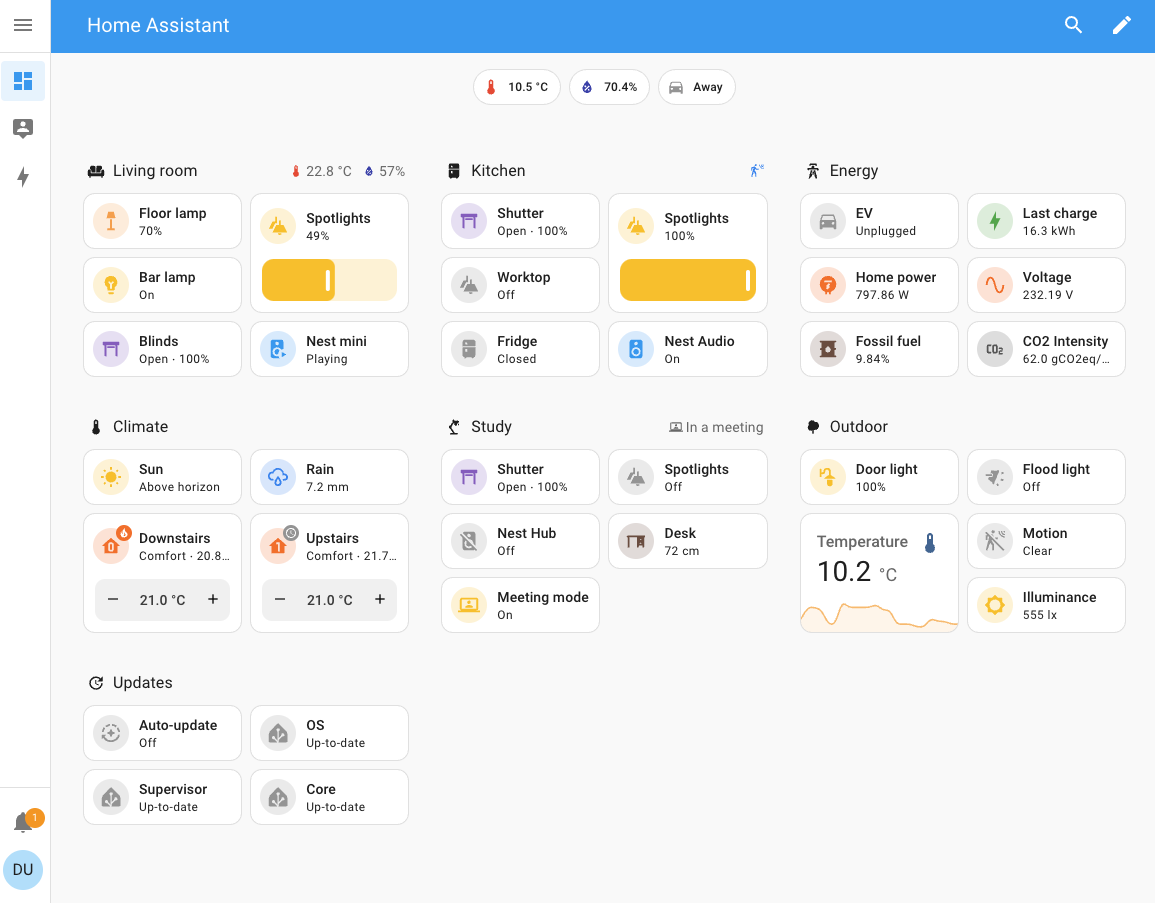 Home Assistant
10.5 °C
70.4%
Away
Living room
22.8 °C
57%
Floor lamp
70%
Spotlights
49%
Bar lamp
On
Blinds
Open · 100%
Nest mini
Playing
Kitchen
Shutter
Open · 100%
Spotlights
100%
Worktop
Off
Fridge
Closed
Nest Audio
On
Energy
EV
Unplugged
Last charge
16.3 kWh
Home power
797.86 W
Voltage
232.19 V
Fossil fuel
9.84%
CO2
CO2 Intensity
62.0 gCO2eq/…
Climate
Sun
Above horizon
Rain
7.2 mm
0
Downstairs
Comfort · 20.8…
− 21.0 °C +
1
Upstairs
Comfort · 21.7…
− 21.0 °C +
Study
In a meeting
Shutter
Open · 100%
Spotlights
Off
Nest Hub
Off
Desk
72 cm
Meeting mode
On
Outdoor
Door light
100%
Flood light
Off
Temperature
10.2 °C
Motion
Clear
Illuminance
555 lx
Updates
Auto-update
Off
OS
Up-to-date
Supervisor
Up-to-date
Core
Up-to-date
1
DU